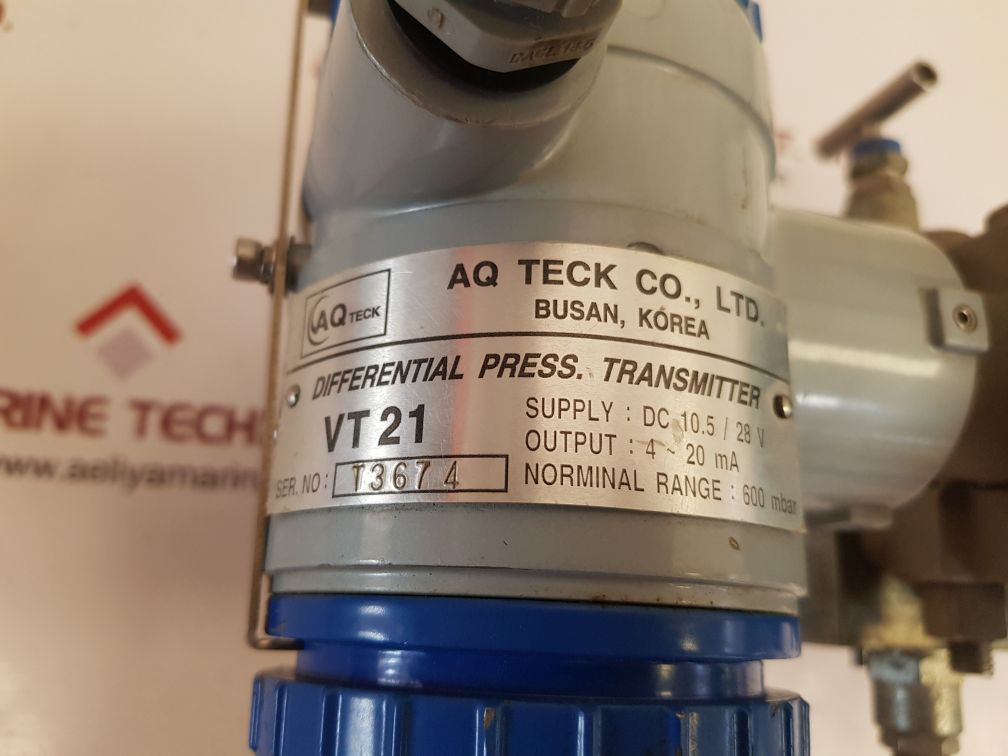 AQ TECK
AQ TECK CO., LTD.
BUSAN, KOREA
DIFFERENTIAL PRESS. TRANSMITTER
VT21
SUPPLY : DC 10.5 / 28 V
OUTPUT : 4 ~ 20 mA
SER. NO : T3674
NORMINAL RANGE : 600 mbar
RINE TECH
www.aeliyamarin